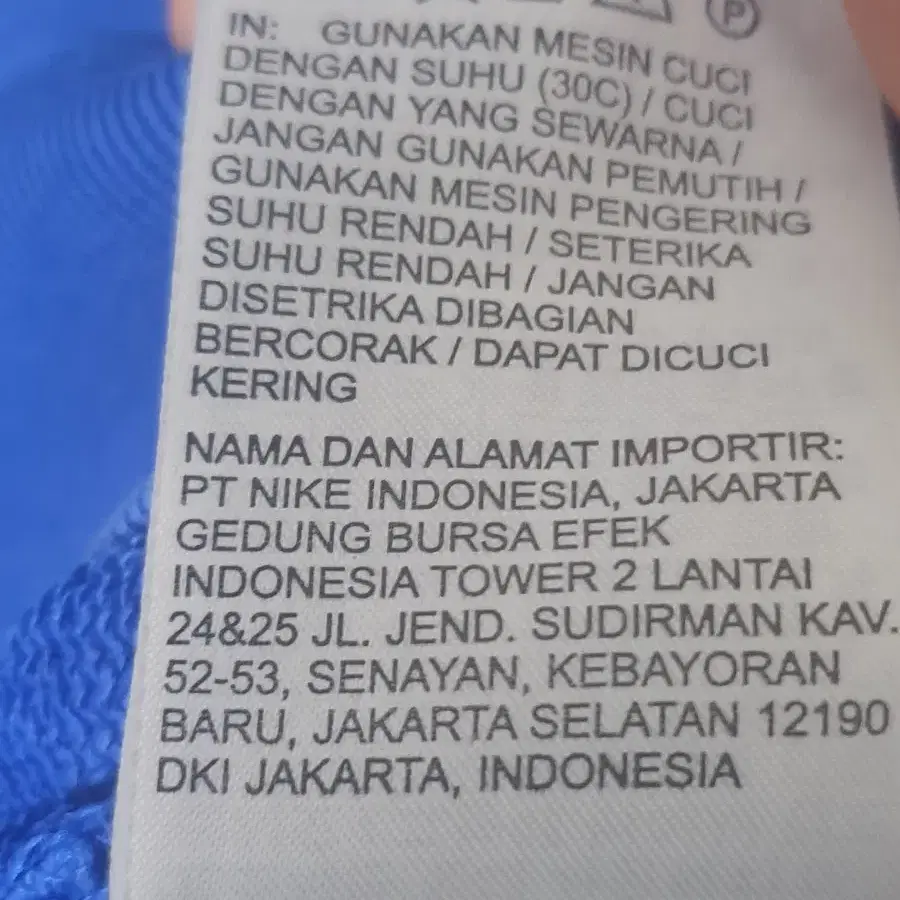 P
IN: GUNAKAN MESIN CUCI
DENGAN SUHU (30C) / CUCI
DENGAN YANG SEWARNA /
JANGAN GUNAKAN PEMUTIH /
GUNAKAN MESIN PENGERING
SUHU RENDAH / SETERIKA
SUHU RENDAH / JANGAN
DISETRIKA DIBAGIAN
BERCORAK / DAPAT DICUCI
KERING
NAMA DAN ALAMAT IMPORTIR:
PT NIKE INDONESIA, JAKARTA
GEDUNG BURSA EFEK
INDONESIA TOWER 2 LANTAI
24&25 JL. JEND. SUDIRMAN KAV.
52-53, SENAYAN, KEBAYORAN
BARU, JAKARTA SELATAN 12190
DKI JAKARTA, INDONESIA